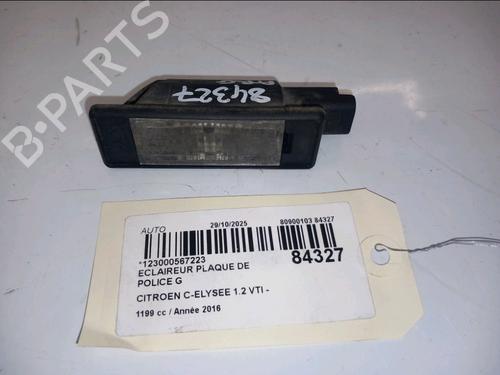 B-PARTS
84327
AUTO 29/10/2025 80900103 84327
*123000567223 84327
ECLAIREUR PLAQUE DE
POLICE G
CITROEN C-ELYSEE 1.2 VTI -
1199 cc / Année 2016